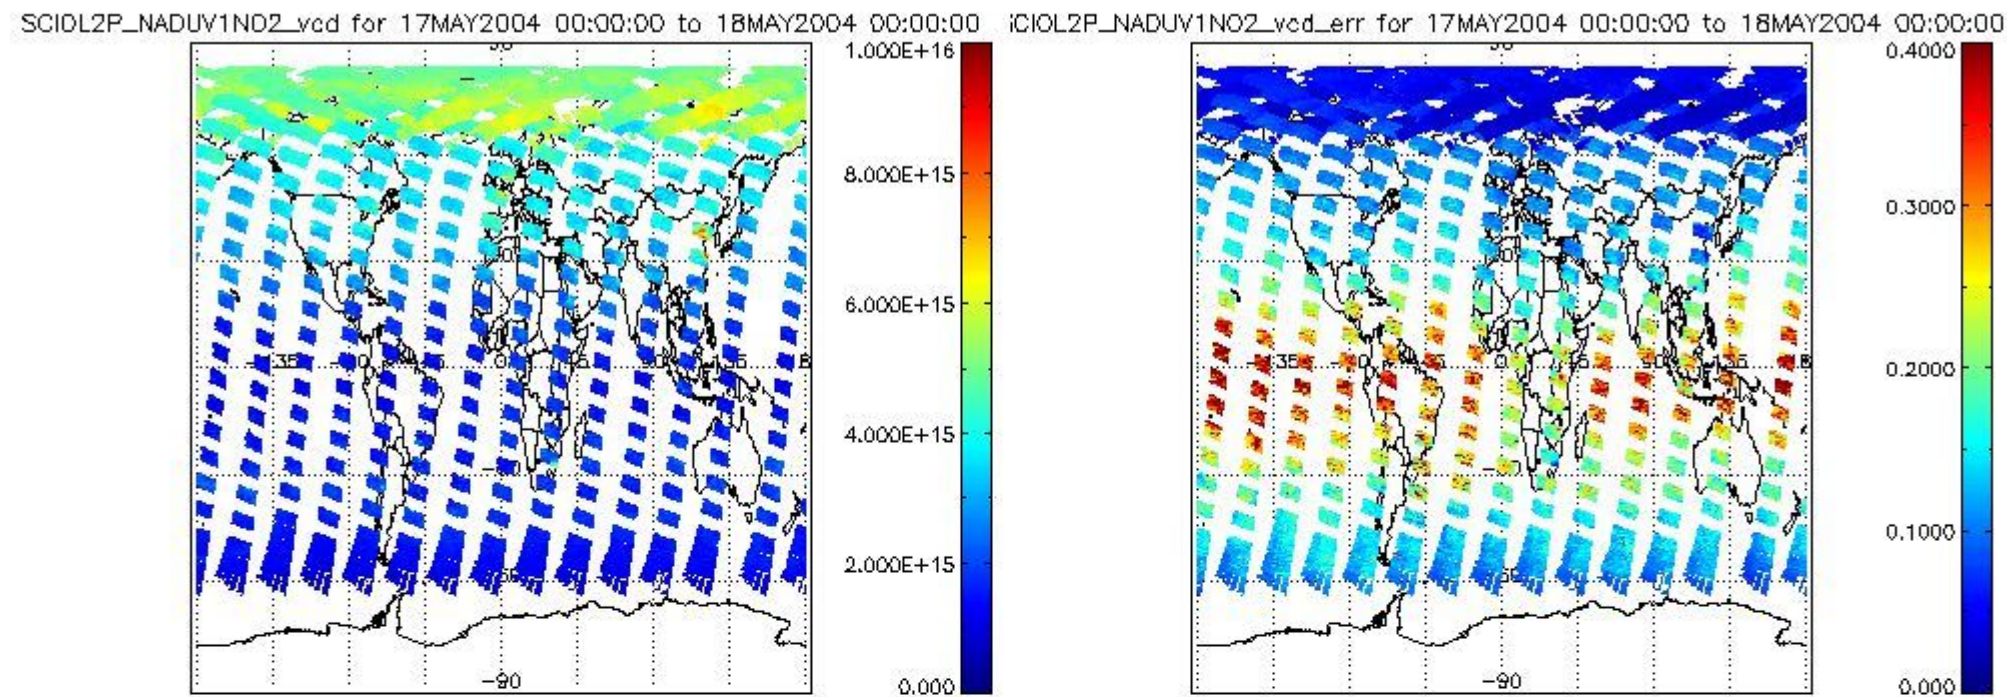 SCIOL2P_NADUV1NO2_vcd for 17MAY2004 00:00:00 to 18MAY2004 00:00:00
1.000E+16
8.000E+15
6.000E+15
4.000E+15
2.000E+15
0.000
-90
CIOL2P_NADUV1NO2_vcd_err for 17MAY2004 00:00:00 to 18MAY2004 00:00:00
0.4000
0.3000
0.2000
0.1000
0.000
-90